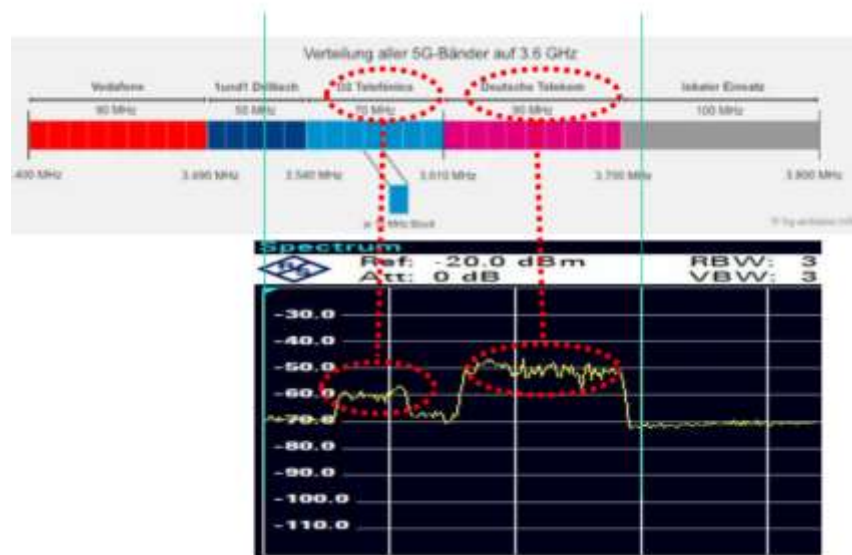 Verteilung aller 5G-Bänder auf 3.6 GHz
Vodafone 1und1 Drillisch O2 Telefónica Deutsche Telekom lokaler Einsatz
90 MHz 50 MHz 70 MHz 90 MHz 100 MHz
400 MHz 3.490 MHz 3.540 MHz 3.610 MHz 3.700 MHz 3.800 MHz
MHz Block
Spectrum
Ref: -20.0 dBm RBW: 3
Att: 0 dB VBW: 3
-30.0
-40.0
-50.0
-60.0
-70.0
-80.0
-90.0
-100.0
-110.0